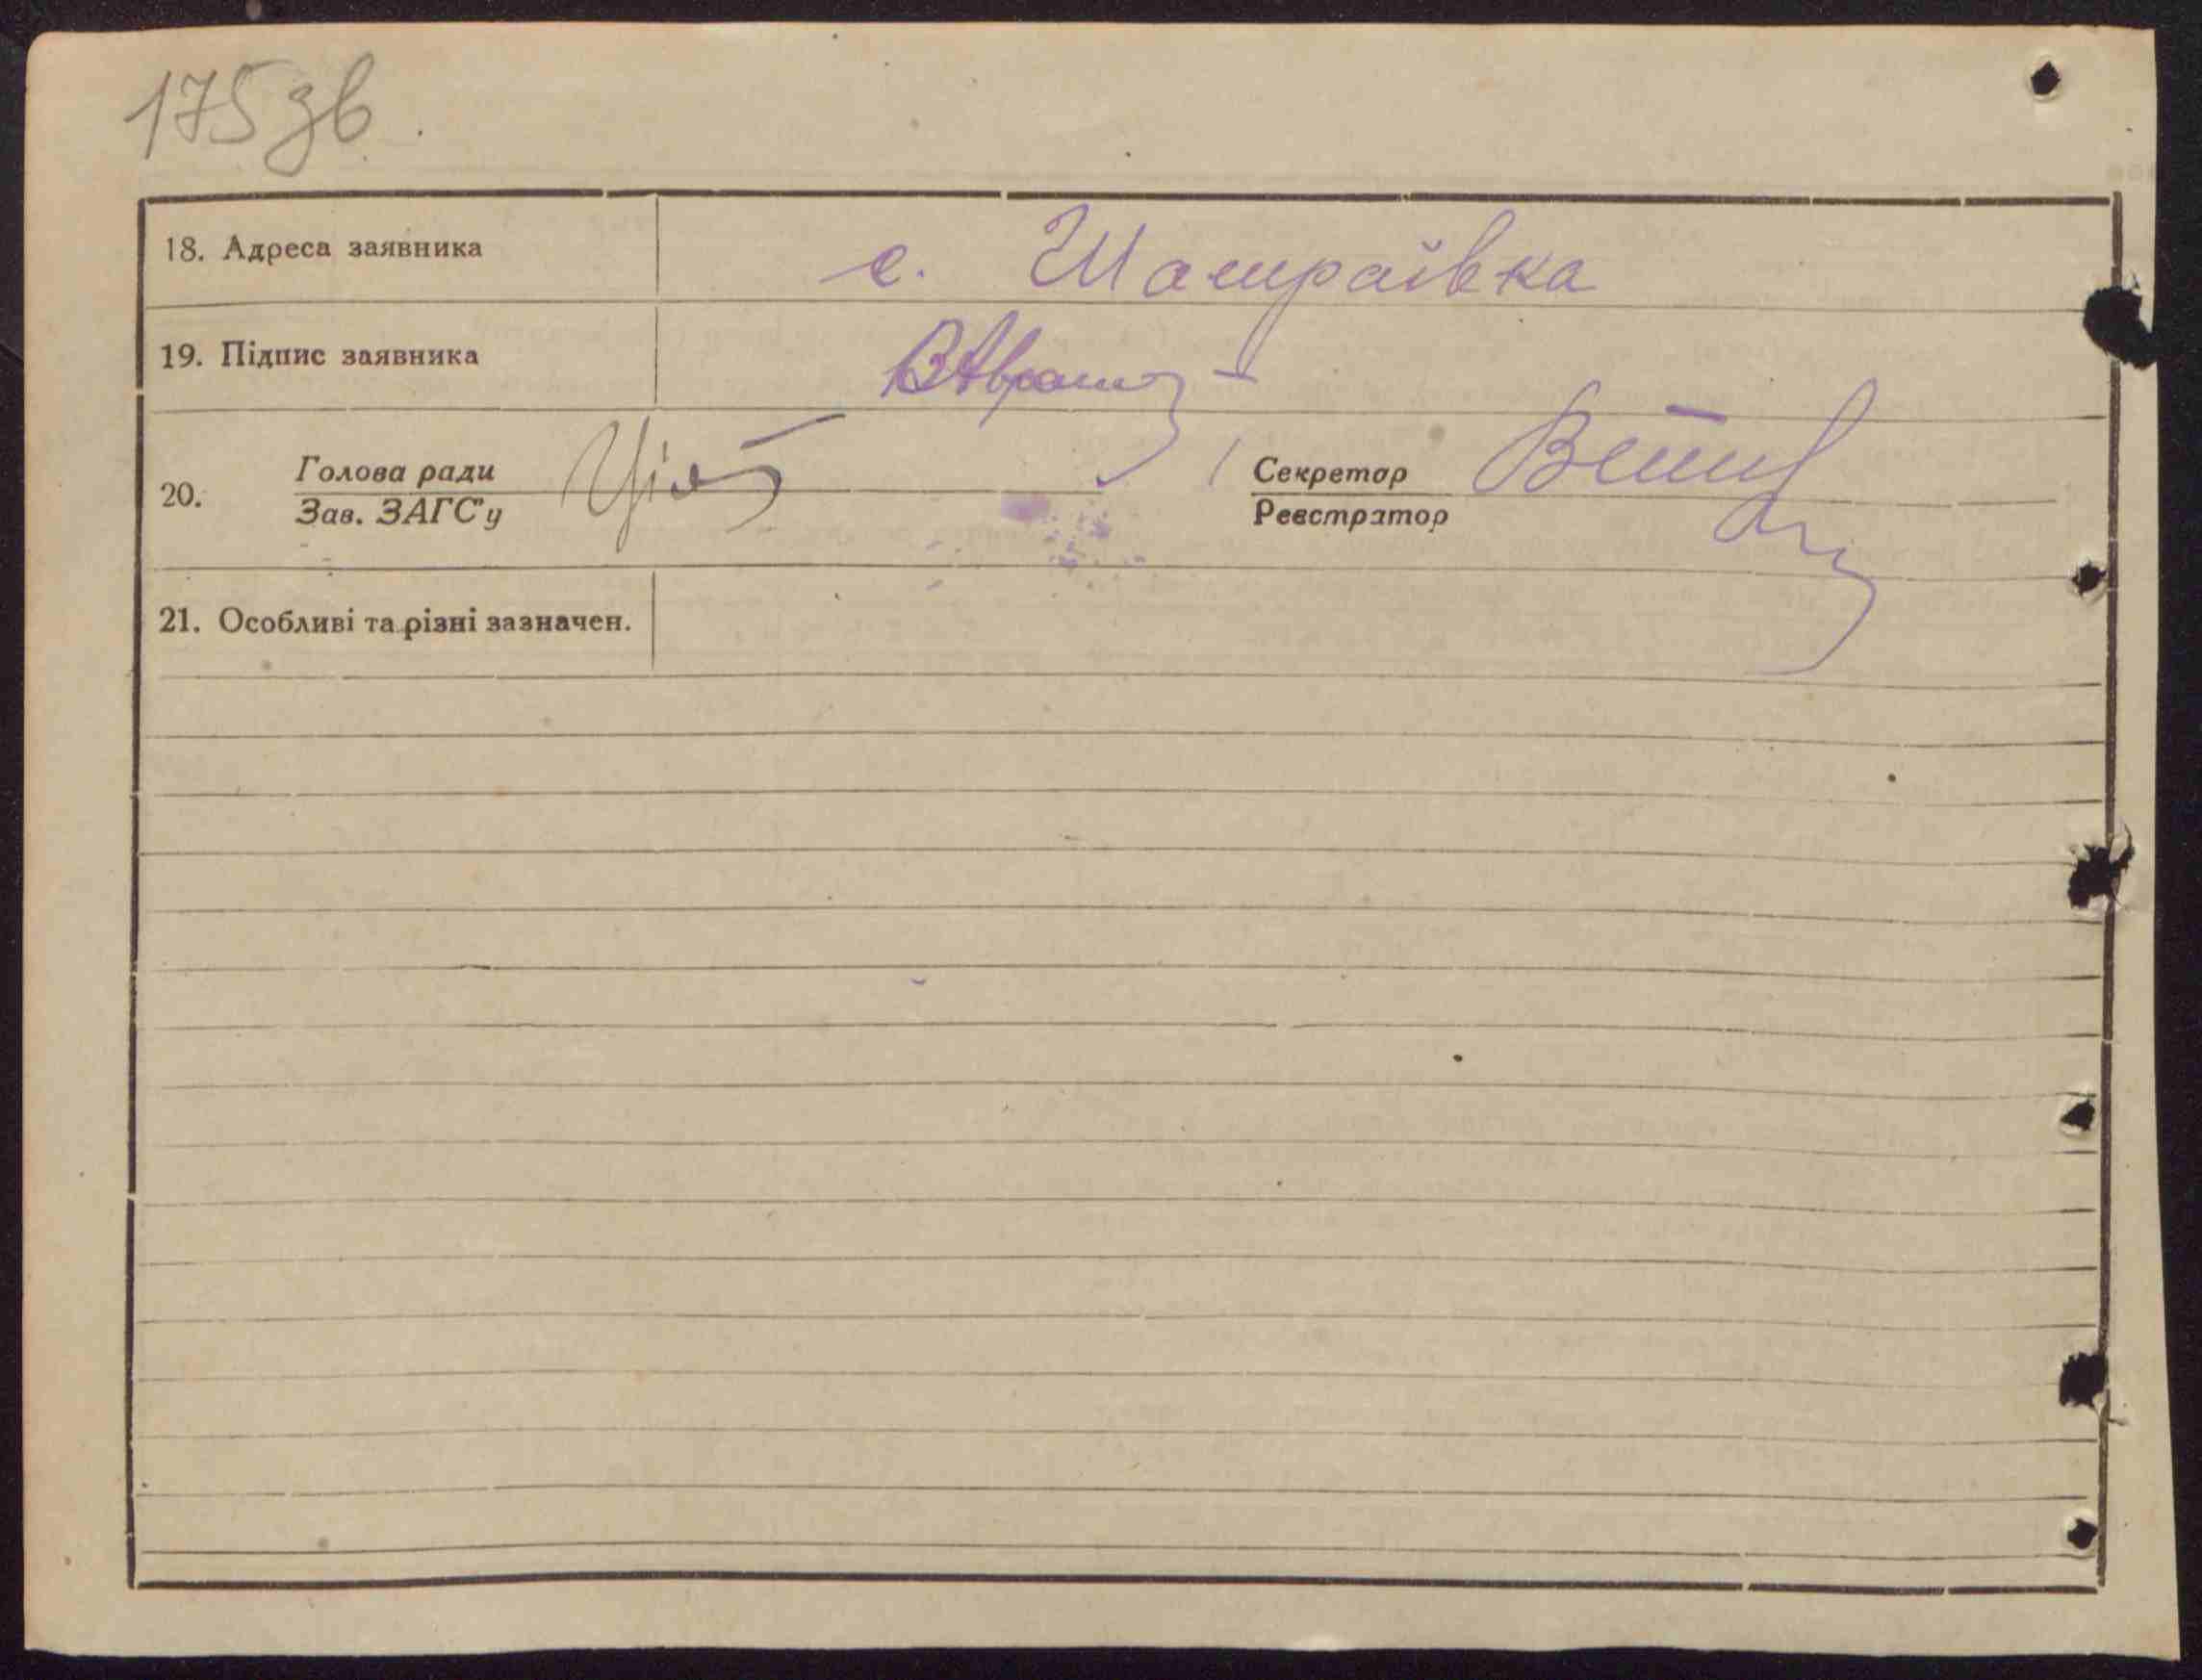 175 зв
18. Адреса заявника с. Шамраївка
19. Підпис заявника
20. Голова ради
Зав. ЗАГС'у
Секретар
Реєстратор
21. Особливі та різні зазначен.